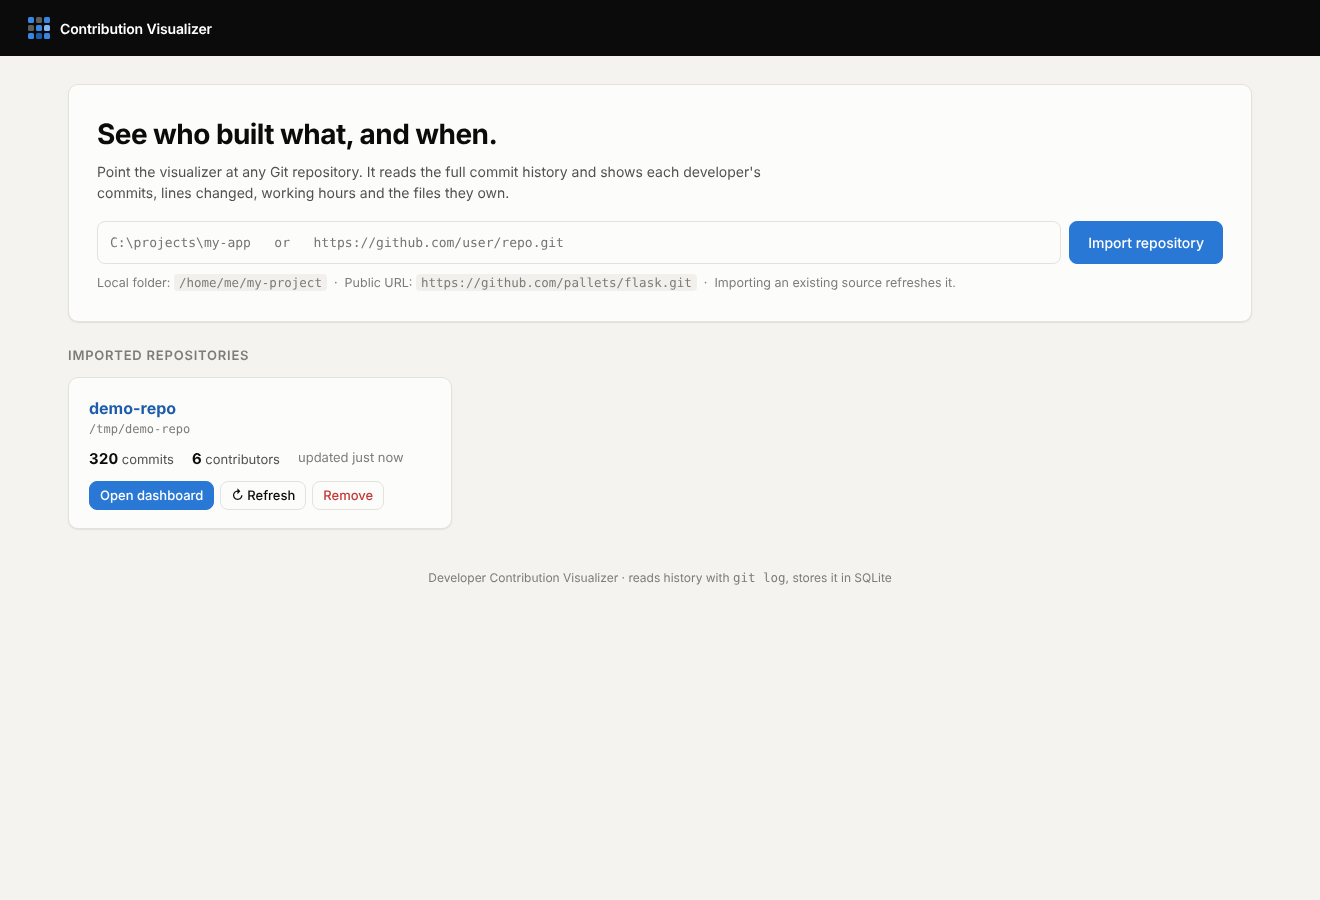 Contribution Visualizer
See who built what, and when.
Point the visualizer at any Git repository. It reads the full commit history and shows each developer's
commits, lines changed, working hours and the files they own.
C:\projects\my-app   or   https://github.com/user/repo.git
Import repository
Local folder: /home/me/my-project · Public URL: https://github.com/pallets/flask.git · Importing an existing source refreshes it.
IMPORTED REPOSITORIES
demo-repo
/tmp/demo-repo
320 commits 6 contributors updated just now
Open dashboard ↻ Refresh Remove
Developer Contribution Visualizer · reads history with git log, stores it in SQLite